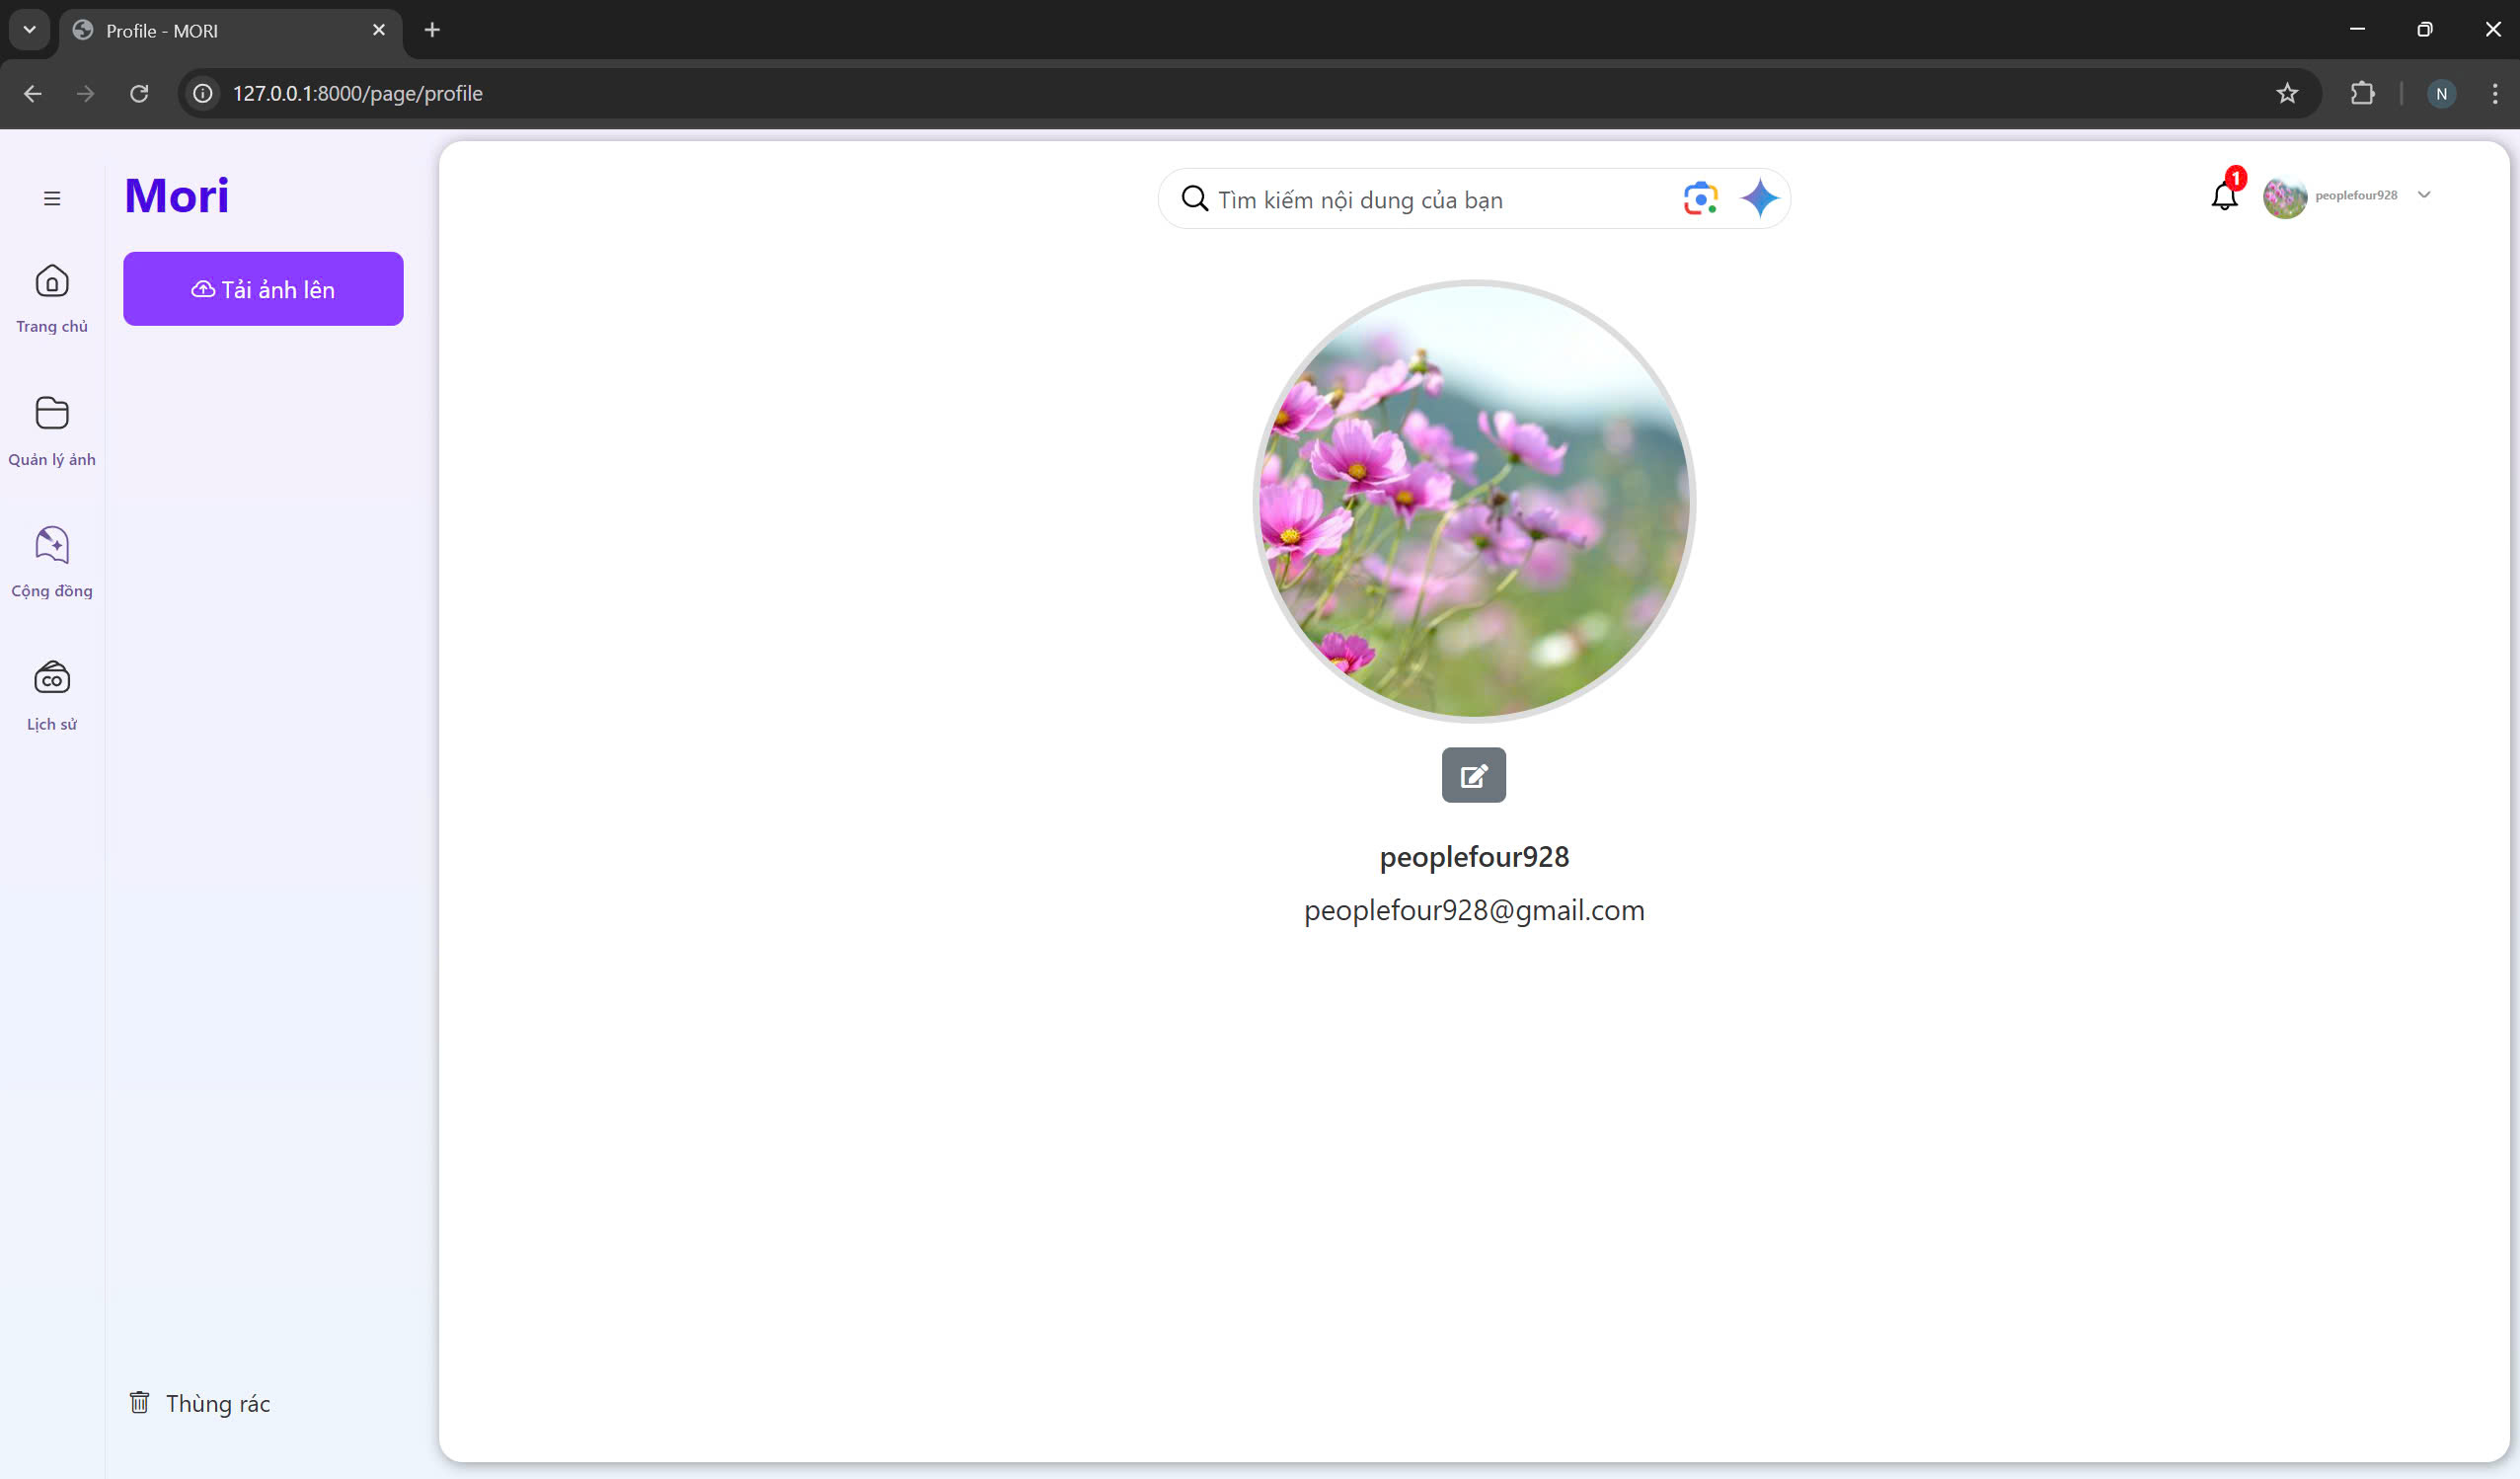 Profile - MORI
127.0.0.1:8000/page/profile
N
Mori
Tìm kiếm nội dung của bạn
1
peoplefour928
Tải ảnh lên
Trang chủ
Quản lý ảnh
Cộng đồng
CO
Lịch sử
peoplefour928
peoplefour928@gmail.com
Thùng rác